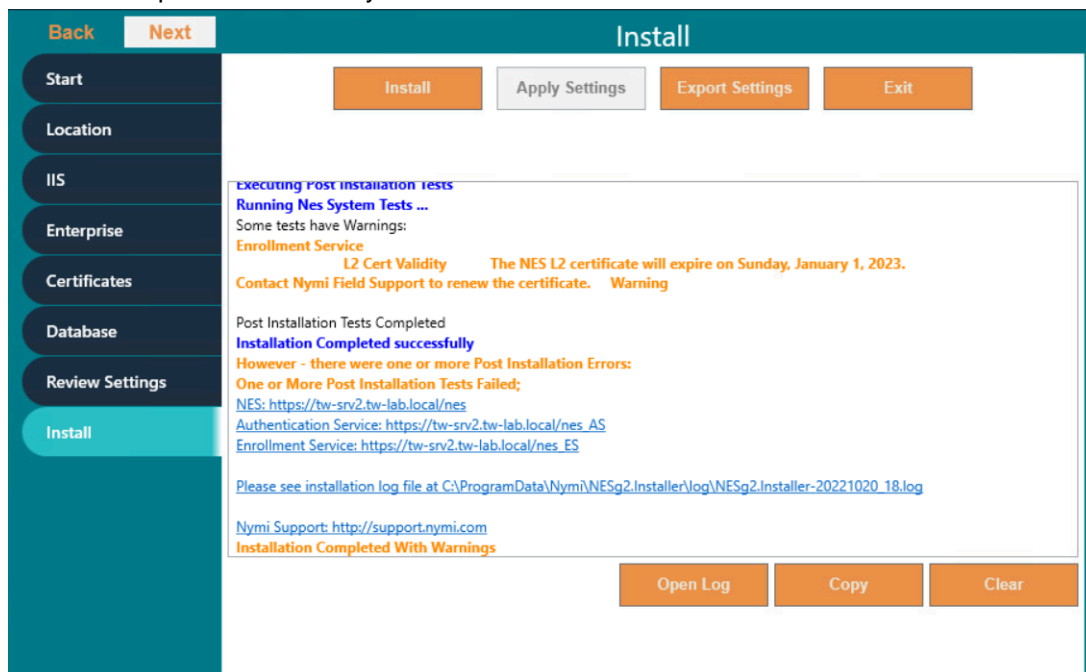 Back Next
Install
Start
Location
IIS
Enterprise
Certificates
Database
Review Settings
Install
Install Apply Settings Export Settings Exit
Executing Post Installation Tests
Running Nes System Tests ...
Some tests have Warnings:
Enrollment Service
L2 Cert Validity The NES L2 certificate will expire on Sunday, January 1, 2023.
Contact Nymi Field Support to renew the certificate. Warning
Post Installation Tests Completed
Installation Completed successfully
However - there were one or more Post Installation Errors:
One or More Post Installation Tests Failed;
NES: https://tw-srv2.tw-lab.local/nes
Authentication Service: https://tw-srv2.tw-lab.local/nes_AS
Enrollment Service: https://tw-srv2.tw-lab.local/nes_ES
Please see installation log file at C:\ProgramData\Nymi\NESg2.Installer\log\NESg2.Installer-20221020_18.log
Nymi Support: http://support.nymi.com
Installation Completed With Warnings
Open Log Copy Clear